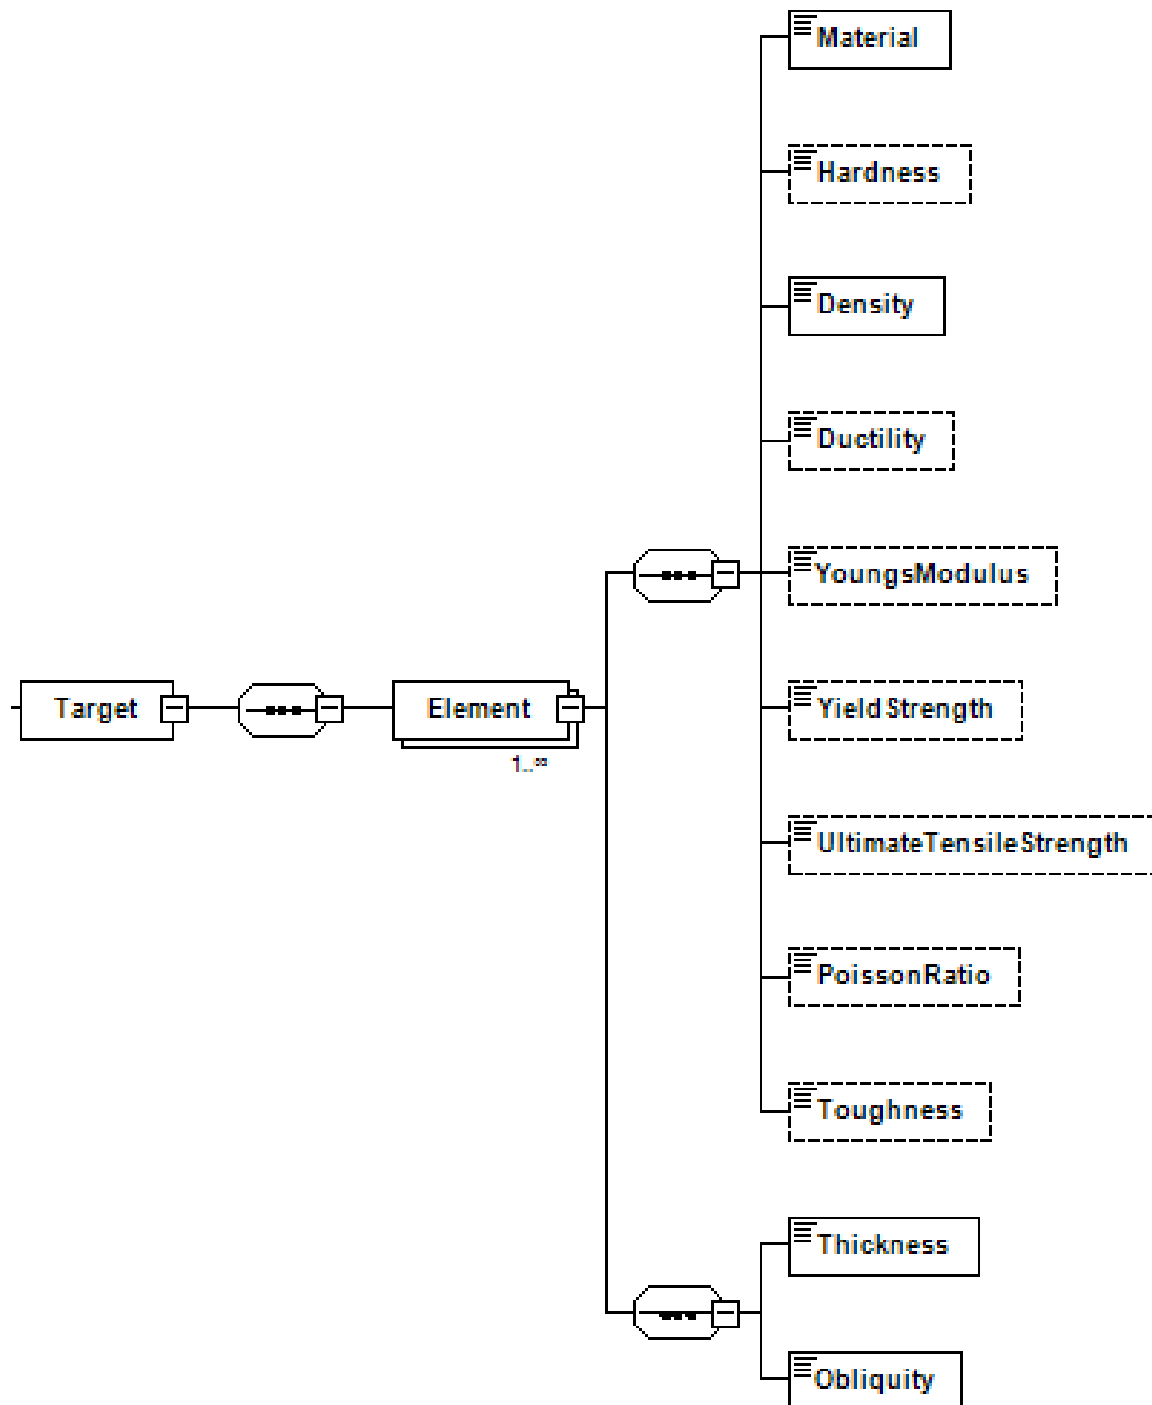 Material
Hardness
Density
Ductility
YoungsModulus
Target
Element
1..∞
YieldStrength
UltimateTensileStrength
PoissonRatio
Toughness
Thickness
Obliquity